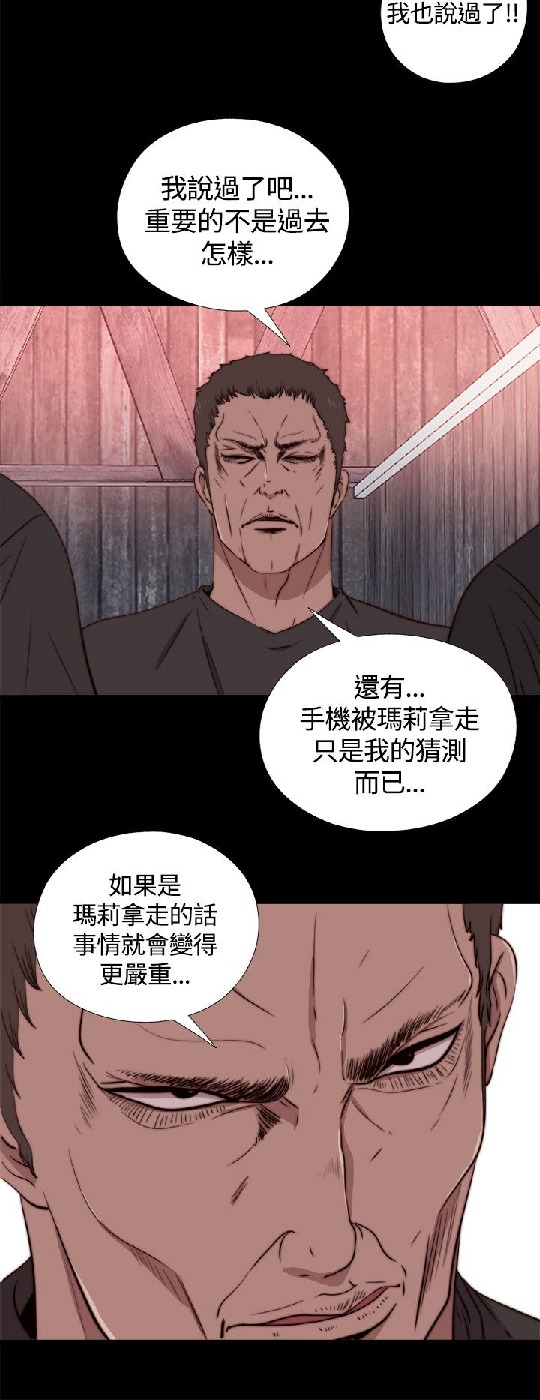 我也說過了!!
我說過了吧...
重要的不是過去
怎樣...
還有...
手機被瑪莉拿走
只是我的猜測
而已...
如果是
瑪莉拿走的話
事情就會變得
更嚴重...